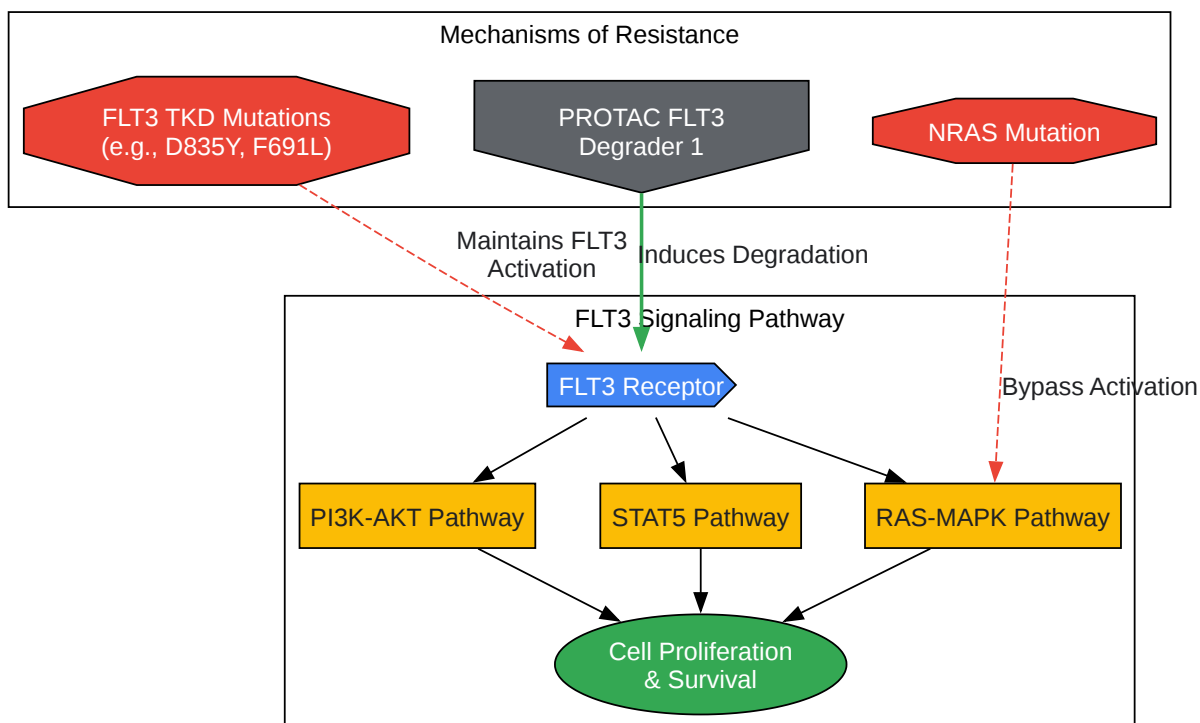 Mechanisms of Resistance
FLT3 TKD Mutations
(e.g., D835Y, F691L)
PROTAC FLT3
Degrader 1
NRAS Mutation
Maintains FLT3
Activation
Induces Degradation
FLT3 Signaling Pathway
FLT3 Receptor
Bypass Activation
PI3K-AKT Pathway
STAT5 Pathway
RAS-MAPK Pathway
Cell Proliferation
& Survival